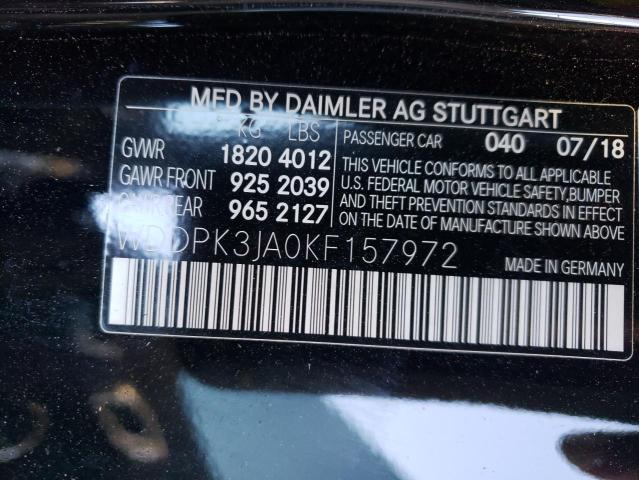 MFD BY DAIMLER AG STUTTGART
KG LBS
GVWR 1820 4012
GAWR FRONT 925 2039
GAWR REAR 965 2127
PASSENGER CAR 040 07/18
THIS VEHICLE CONFORMS TO ALL APPLICABLE
U.S. FEDERAL MOTOR VEHICLE SAFETY, BUMPER
AND THEFT PREVENTION STANDARDS IN EFFECT
ON THE DATE OF MANUFACTURE SHOWN ABOVE
WDDPK3JA0KF157972
MADE IN GERMANY